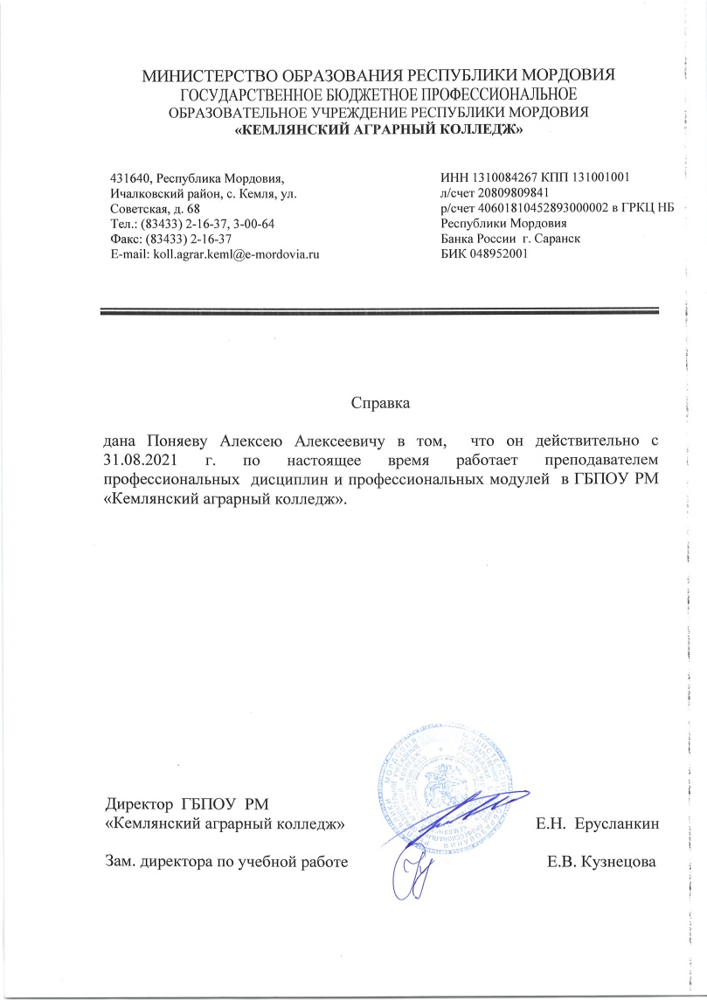 МИНИСТЕРСТВО ОБРАЗОВАНИЯ РЕСПУБЛИКИ МОРДОВИЯ
ГОСУДАРСТВЕННОЕ БЮДЖЕТНОЕ ПРОФЕССИОНАЛЬНОЕ
ОБРАЗОВАТЕЛЬНОЕ УЧРЕЖДЕНИЕ РЕСПУБЛИКИ МОРДОВИЯ
«КЕМЛЯНСКИЙ АГРАРНЫЙ КОЛЛЕДЖ»
431640, Республика Мордовия,
Ичалковский район, с. Кемля, ул.
Советская, д. 68
Тел.: (83433) 2-16-37, 3-00-64
Факс: (83433) 2-16-37
E-mail: koll.agrar.keml@e-mordovia.ru
ИНН 1310084267 КПП 131001001
л/счет 20809809841
р/счет 40601810452893000002 в ГРКЦ НБ
Республики Мордовия
Банка России г. Саранск
БИК 048952001
Справка
дана Поняеву Алексею Алексеевичу в том, что он действительно с
31.08.2021 г. по настоящее время работает преподавателем
профессиональных дисциплин и профессиональных модулей в ГБПОУ РМ
«Кемлянский аграрный колледж».
Директор ГБПОУ РМ
«Кемлянский аграрный колледж» Е.Н. Ерусланкин
Зам. директора по учебной работе Е.В. Кузнецова